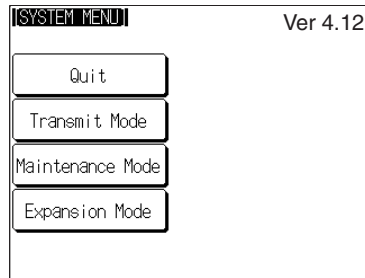 [SYSTEM MENU]
Ver 4.12
Quit
Transmit Mode
Maintenance Mode
Expansion Mode